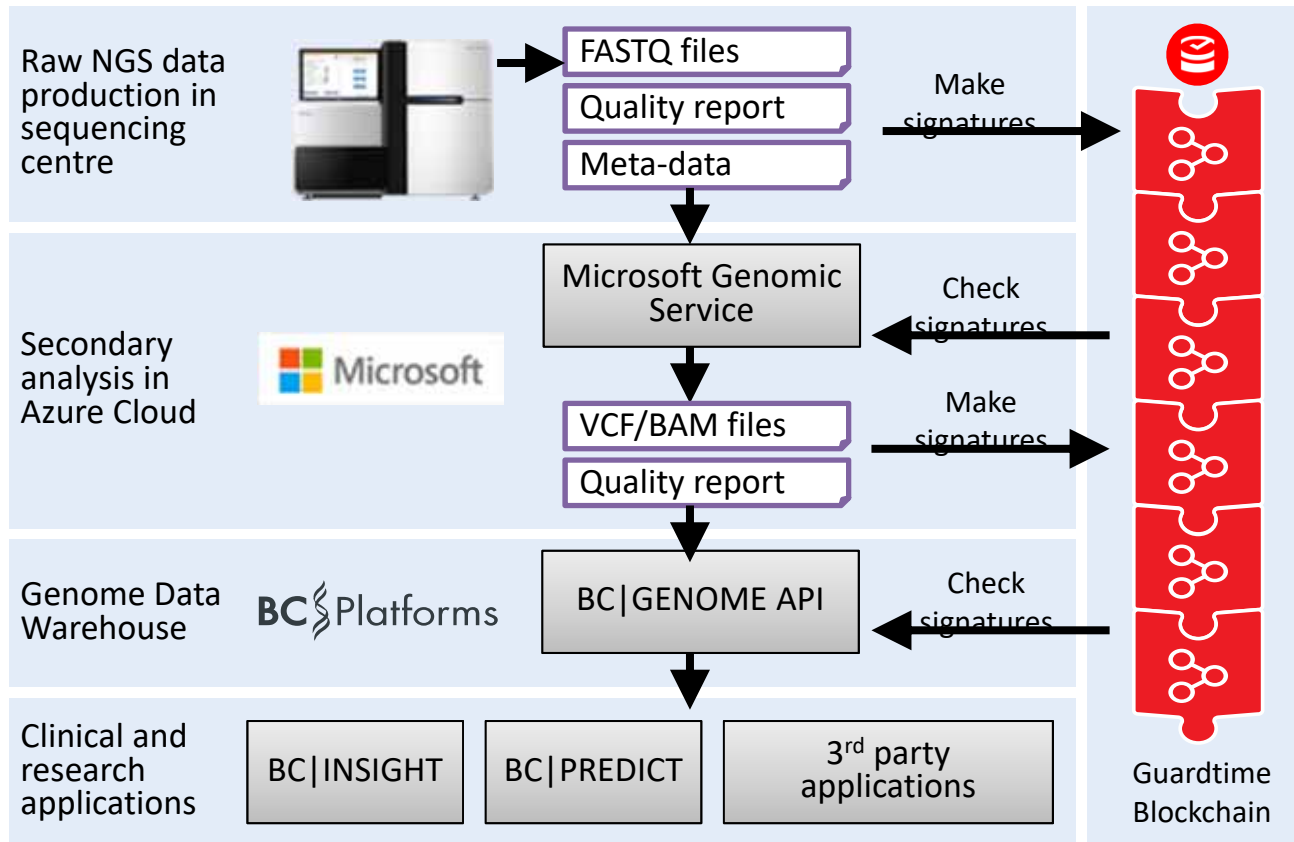 Raw NGS data
production in
sequencing
centre
FASTQ files
Quality report
Meta-data
Make
signatures
Secondary
analysis in
Azure Cloud
Microsoft
Microsoft Genomic
Service
Check
signatures
VCF/BAM files
Quality report
Make
signatures
Genome Data
Warehouse
BC Platforms
BC|GENOME API
Check
signatures
Clinical and
research
applications
BC|INSIGHT
BC|PREDICT
3rd party
applications
Guardtime
Blockchain